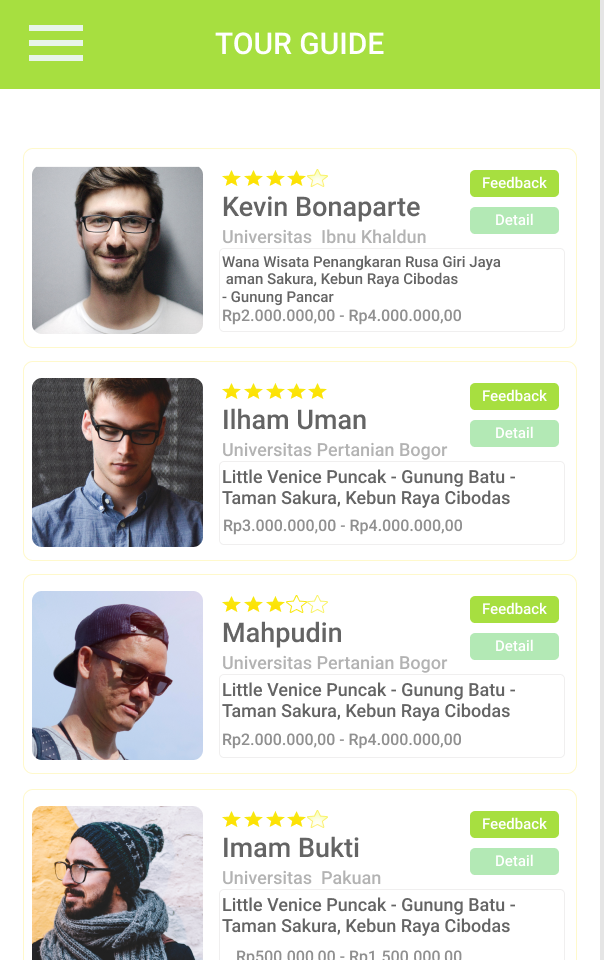 TOUR GUIDE
Feedback
Kevin Bonaparte
Detail
Universitas Ibnu Khaldun
Wana Wisata Penangkaran Rusa Giri Jaya
aman Sakura, Kebun Raya Cibodas
- Gunung Pancar
Rp2.000.000,00 - Rp4.000.000,00
Feedback
Ilham Uman
Detail
Universitas Pertanian Bogor
Little Venice Puncak - Gunung Batu -
Taman Sakura, Kebun Raya Cibodas
Rp3.000.000,00 - Rp4.000.000,00
Feedback
Mahpudin
Detail
Universitas Pertanian Bogor
Little Venice Puncak - Gunung Batu -
Taman Sakura, Kebun Raya Cibodas
Rp2.000.000,00 - Rp4.000.000,00
Feedback
Imam Bukti
Detail
Universitas Pakuan
Little Venice Puncak - Gunung Batu -
Taman Sakura, Kebun Raya Cibodas
Rp500.000,00 - Rp1.500.000,00